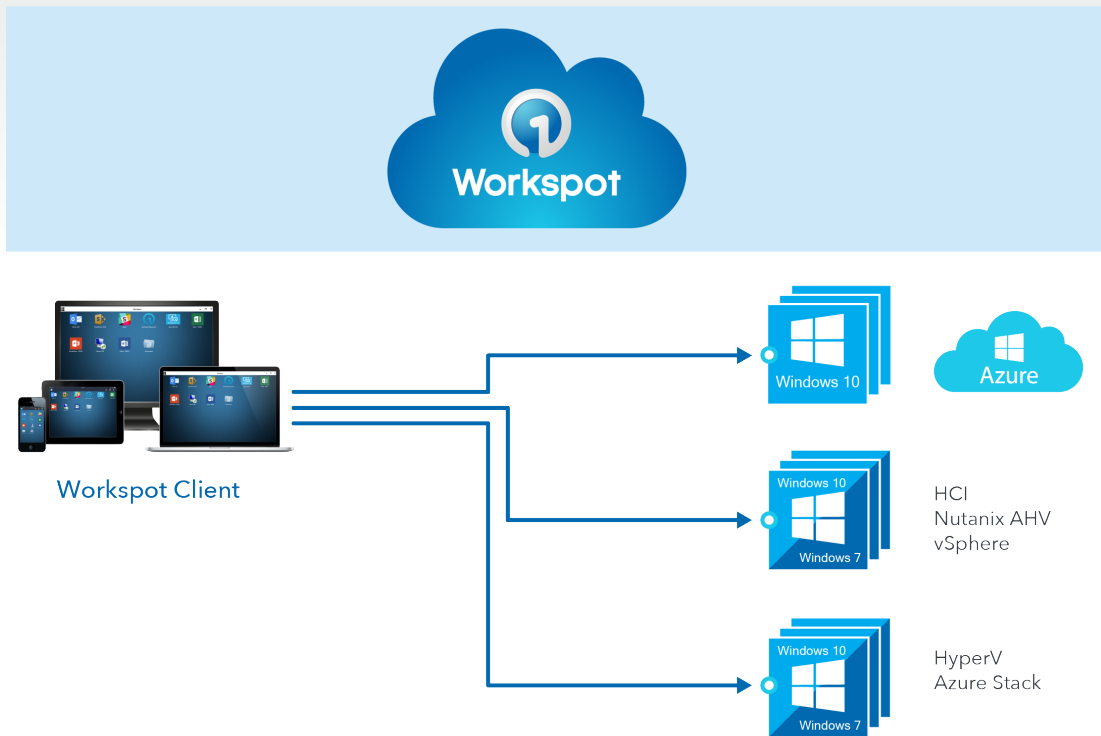 Workspot
Workspot Client
Windows 10
Azure
Windows 10
Windows 7
HCI
Nutanix AHV
vSphere
Windows 10
Windows 7
HyperV
Azure Stack